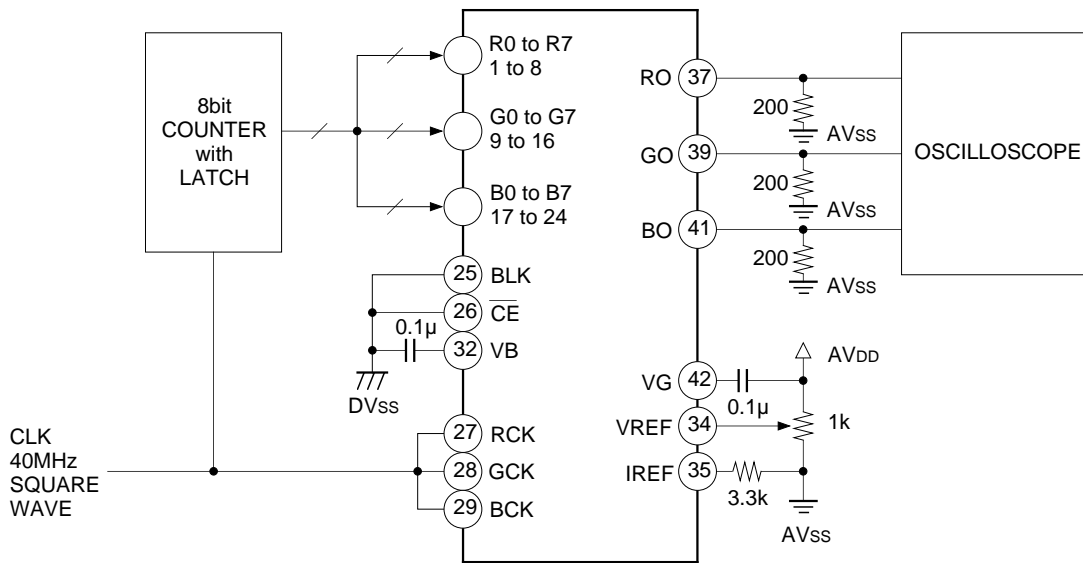 8bit
COUNTER
with
LATCH
R0 to R7
1 to 8
G0 to G7
9 to 16
B0 to B7
17 to 24
25 BLK
26 CE
0.1µ
32 VB
DVSS
27 RCK
28 GCK
29 BCK
CLK
40MHz
SQUARE
WAVE
RO 37
200
AVSS
GO 39
200
AVSS
BO 41
200
AVSS
OSCILLOSCOPE
AVDD
VG 42
0.1µ
VREF 34
1k
IREF 35
3.3k
AVSS